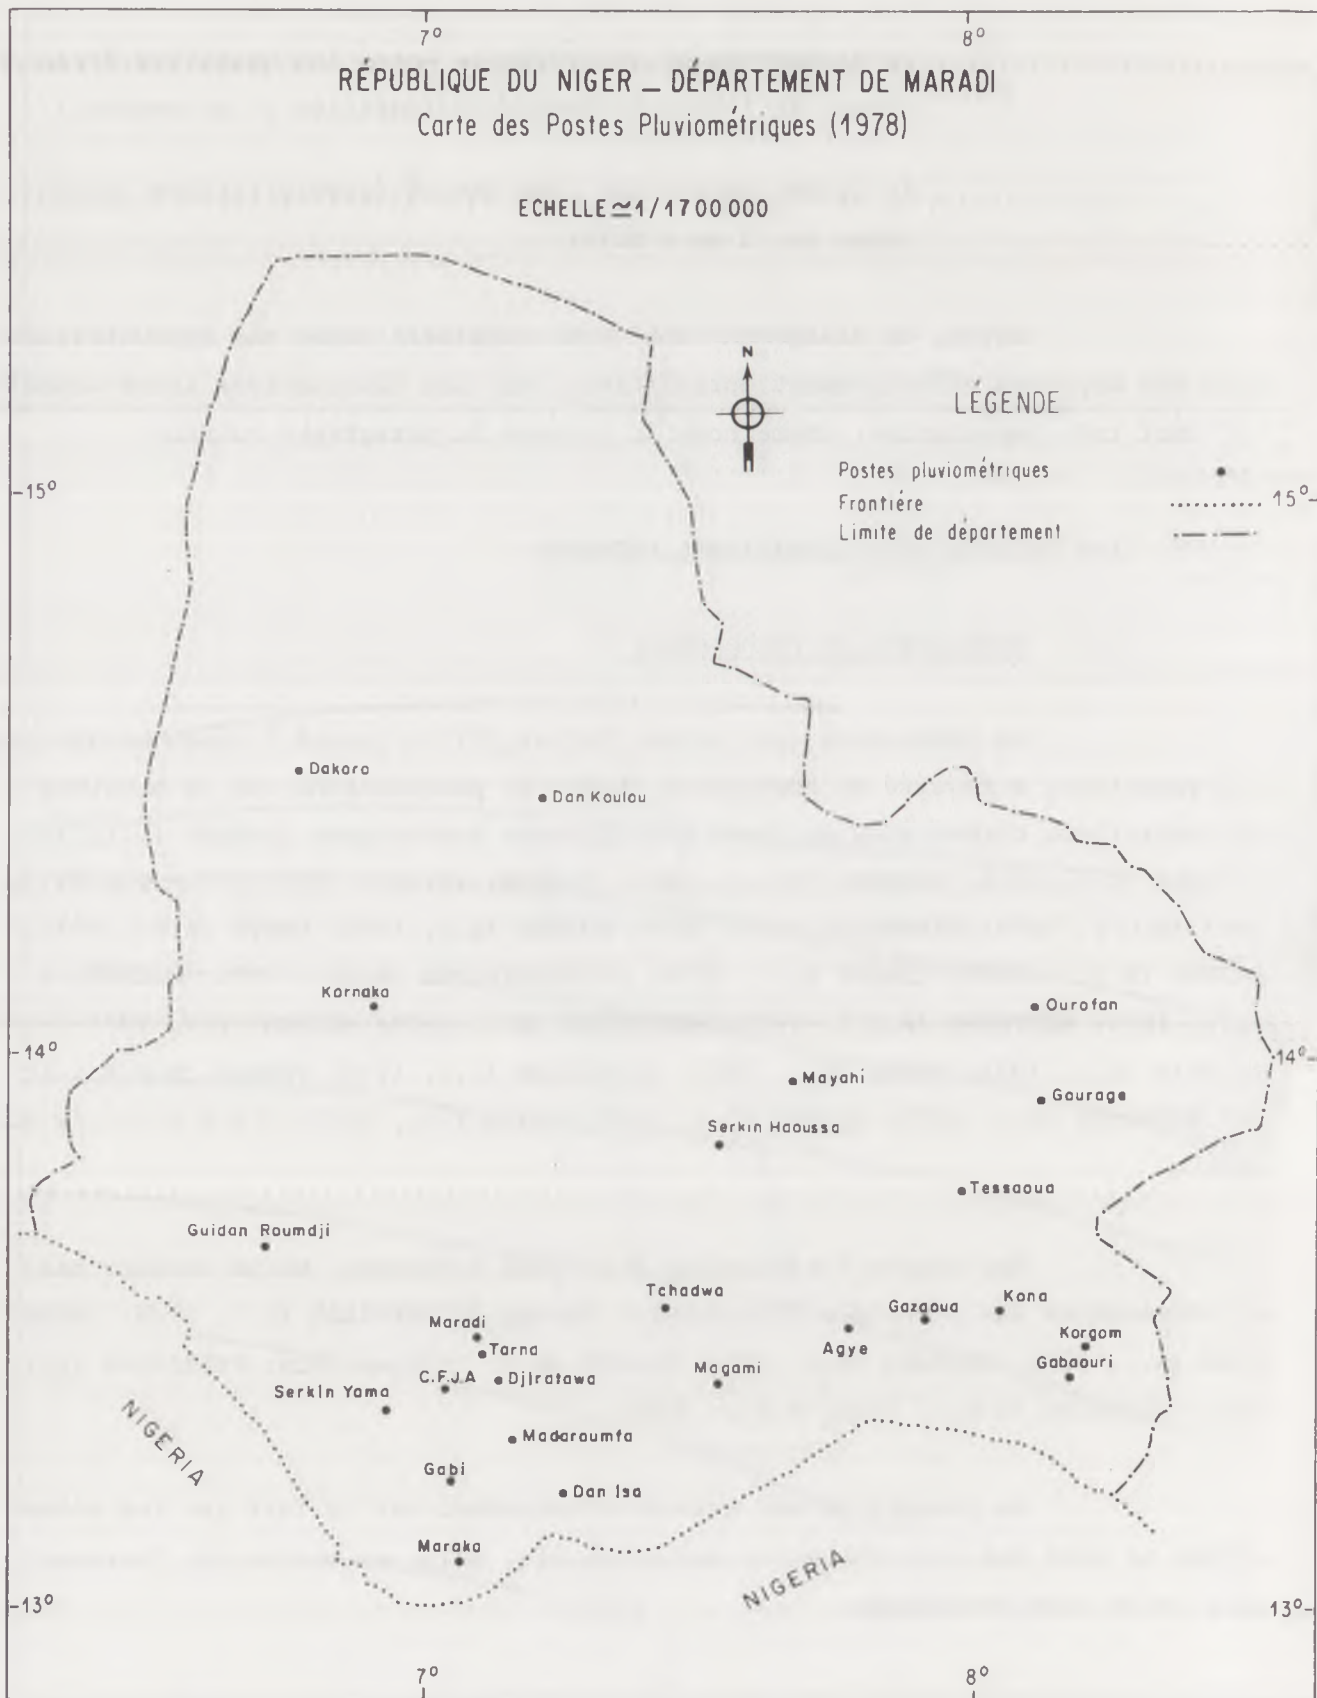 7° 8°
RÉPUBLIQUE DU NIGER _ DÉPARTEMENT DE MARADI
Carte des Postes Pluviométriques (1978)
ECHELLE ≃ 1/1700 000
N
LÉGENDE
Postes pluviométriques
Frontiére
Limite de département
15° 15°
Dakoro
Dan Koulou
Kornaka
Ourofan
14° 14°
Mayahi
Gourage
Serkin Haoussa
Tessaoua
Guidan Roumdji
Tchadwa
Gazaoua
Kona
Maradi
Tarna
Agye
Korgom
Gabaouri
C.F.J.A
Djiratawa
Magami
Serkin Yama
NIGERIA
Madaroumfa
Gabi
Dan Isa
Maraka
NIGERIA
13° 13°
7° 8°